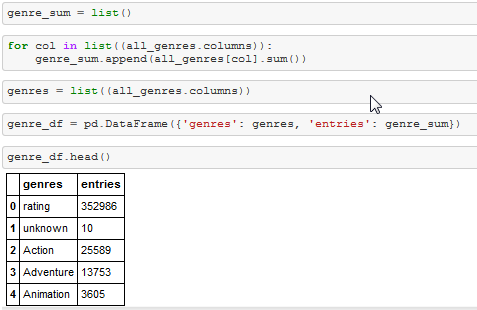 genre_sum = list()
for col in list((all_genres.columns)):
    genre_sum.append(all_genres[col].sum())
genres = list((all_genres.columns))
genre_df = pd.DataFrame({'genres': genres, 'entries': genre_sum})
genre_df.head()
genres entries
0 rating 352986
1 unknown 10
2 Action 25589
3 Adventure 13753
4 Animation 3605